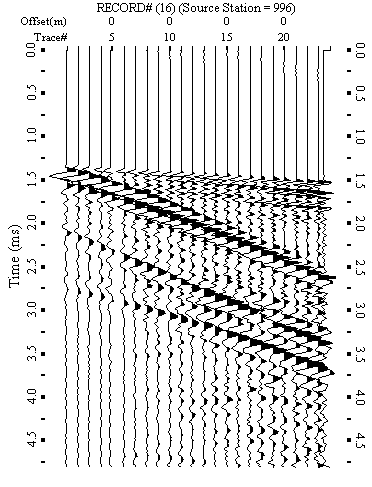 RECORD# (16) (Source Station = 996)
Offset(m) 0 0 0 0
Trace# 5 10 15 20
0.0 0.0
0.5 0.5
1.0 1.0
1.5 1.5
2.0 2.0
2.5 2.5
3.0 3.0
3.5 3.5
4.0 4.0
4.5 4.5
Time (ms)